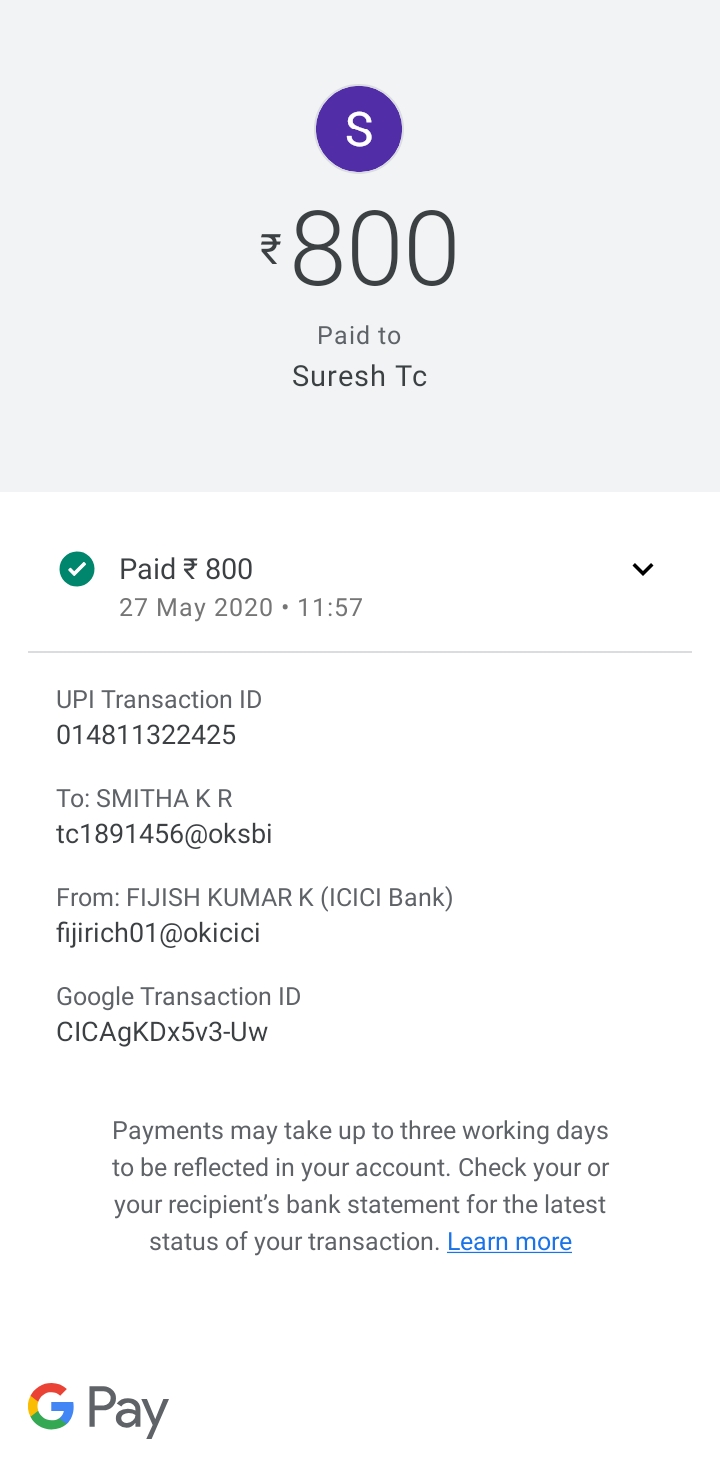 S
₹800
Paid to
Suresh Tc
Paid ₹ 800
27 May 2020 • 11:57
UPI Transaction ID
014811322425
To: SMITHA K R
tc1891456@oksbi
From: FIJISH KUMAR K (ICICI Bank)
fijirich01@okicici
Google Transaction ID
CICAgKDx5v3-Uw
Payments may take up to three working days
to be reflected in your account. Check your or
your recipient’s bank statement for the latest
status of your transaction. Learn more
G Pay